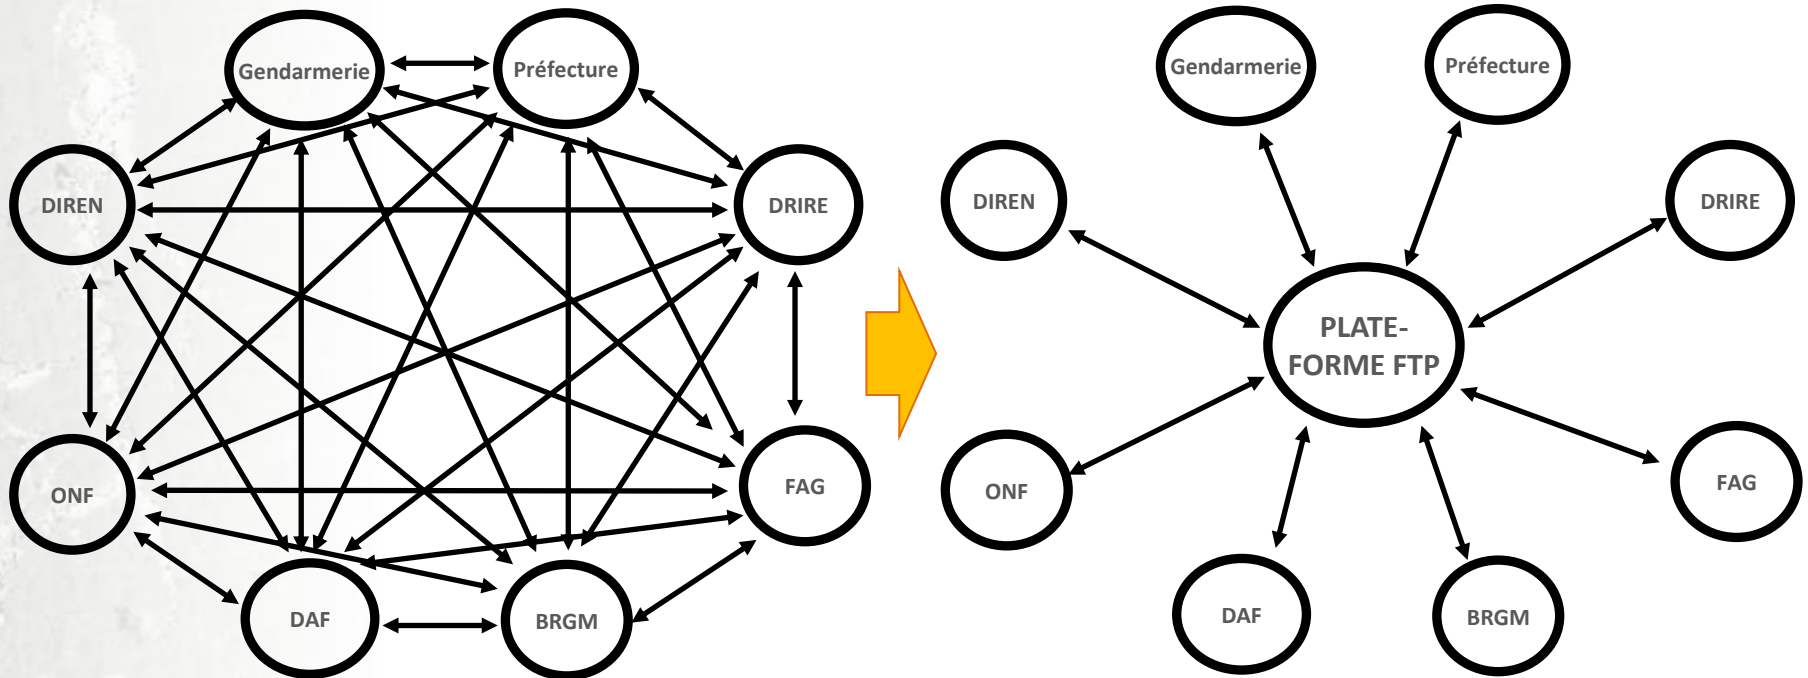 Gendarmerie
Préfecture
DIREN
DRIRE
ONF
FAG
DAF
BRGM
Gendarmerie
Préfecture
DIREN
DRIRE
PLATE-
FORME FTP
ONF
FAG
DAF
BRGM